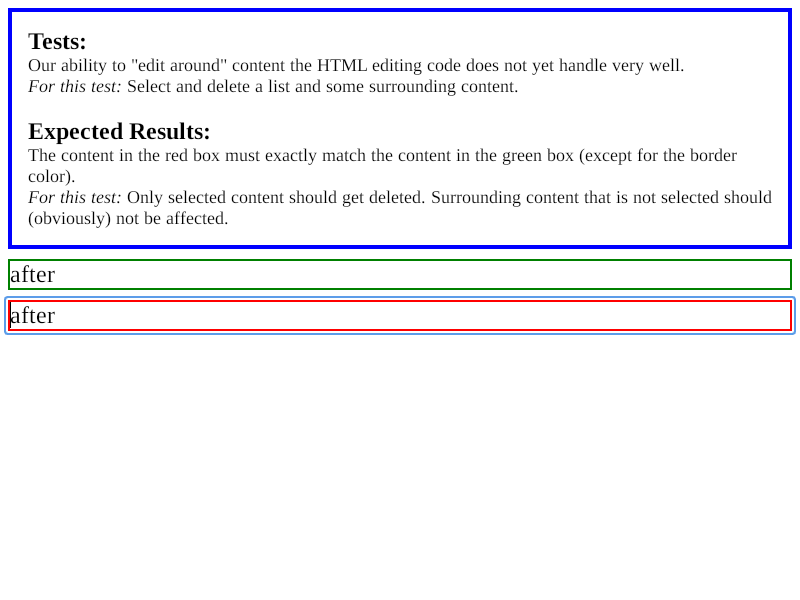 Tests:
Our ability to "edit around" content the HTML editing code does not yet handle very well.
For this test: Select and delete a list and some surrounding content.
Expected Results:
The content in the red box must exactly match the content in the green box (except for the border
color).
For this test: Only selected content should get deleted. Surrounding content that is not selected should
(obviously) not be affected.
after
after